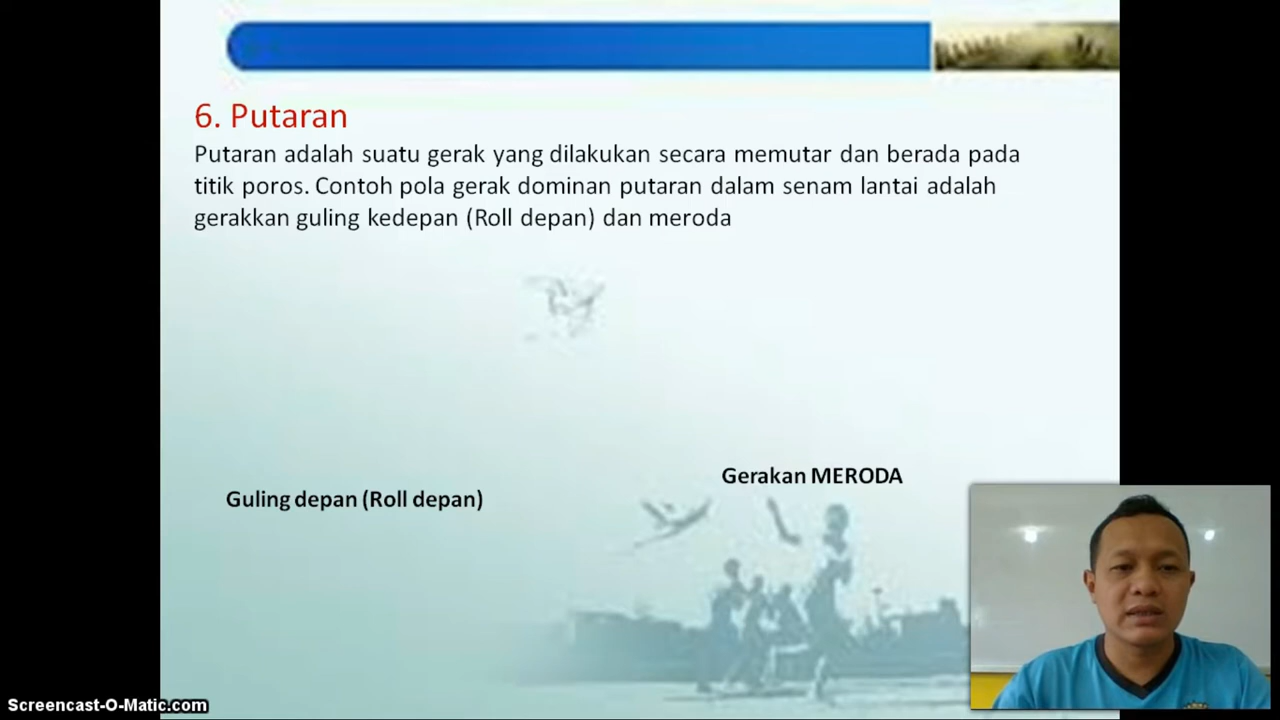 6. Putaran
Putaran adalah suatu gerak yang dilakukan secara memutar dan berada pada
titik poros. Contoh pola gerak dominan putaran dalam senam lantai adalah
gerakkan guling kedepan (Roll depan) dan meroda
Gerakan MERODA
Guling depan (Roll depan)
Screencast-O-Matic.com